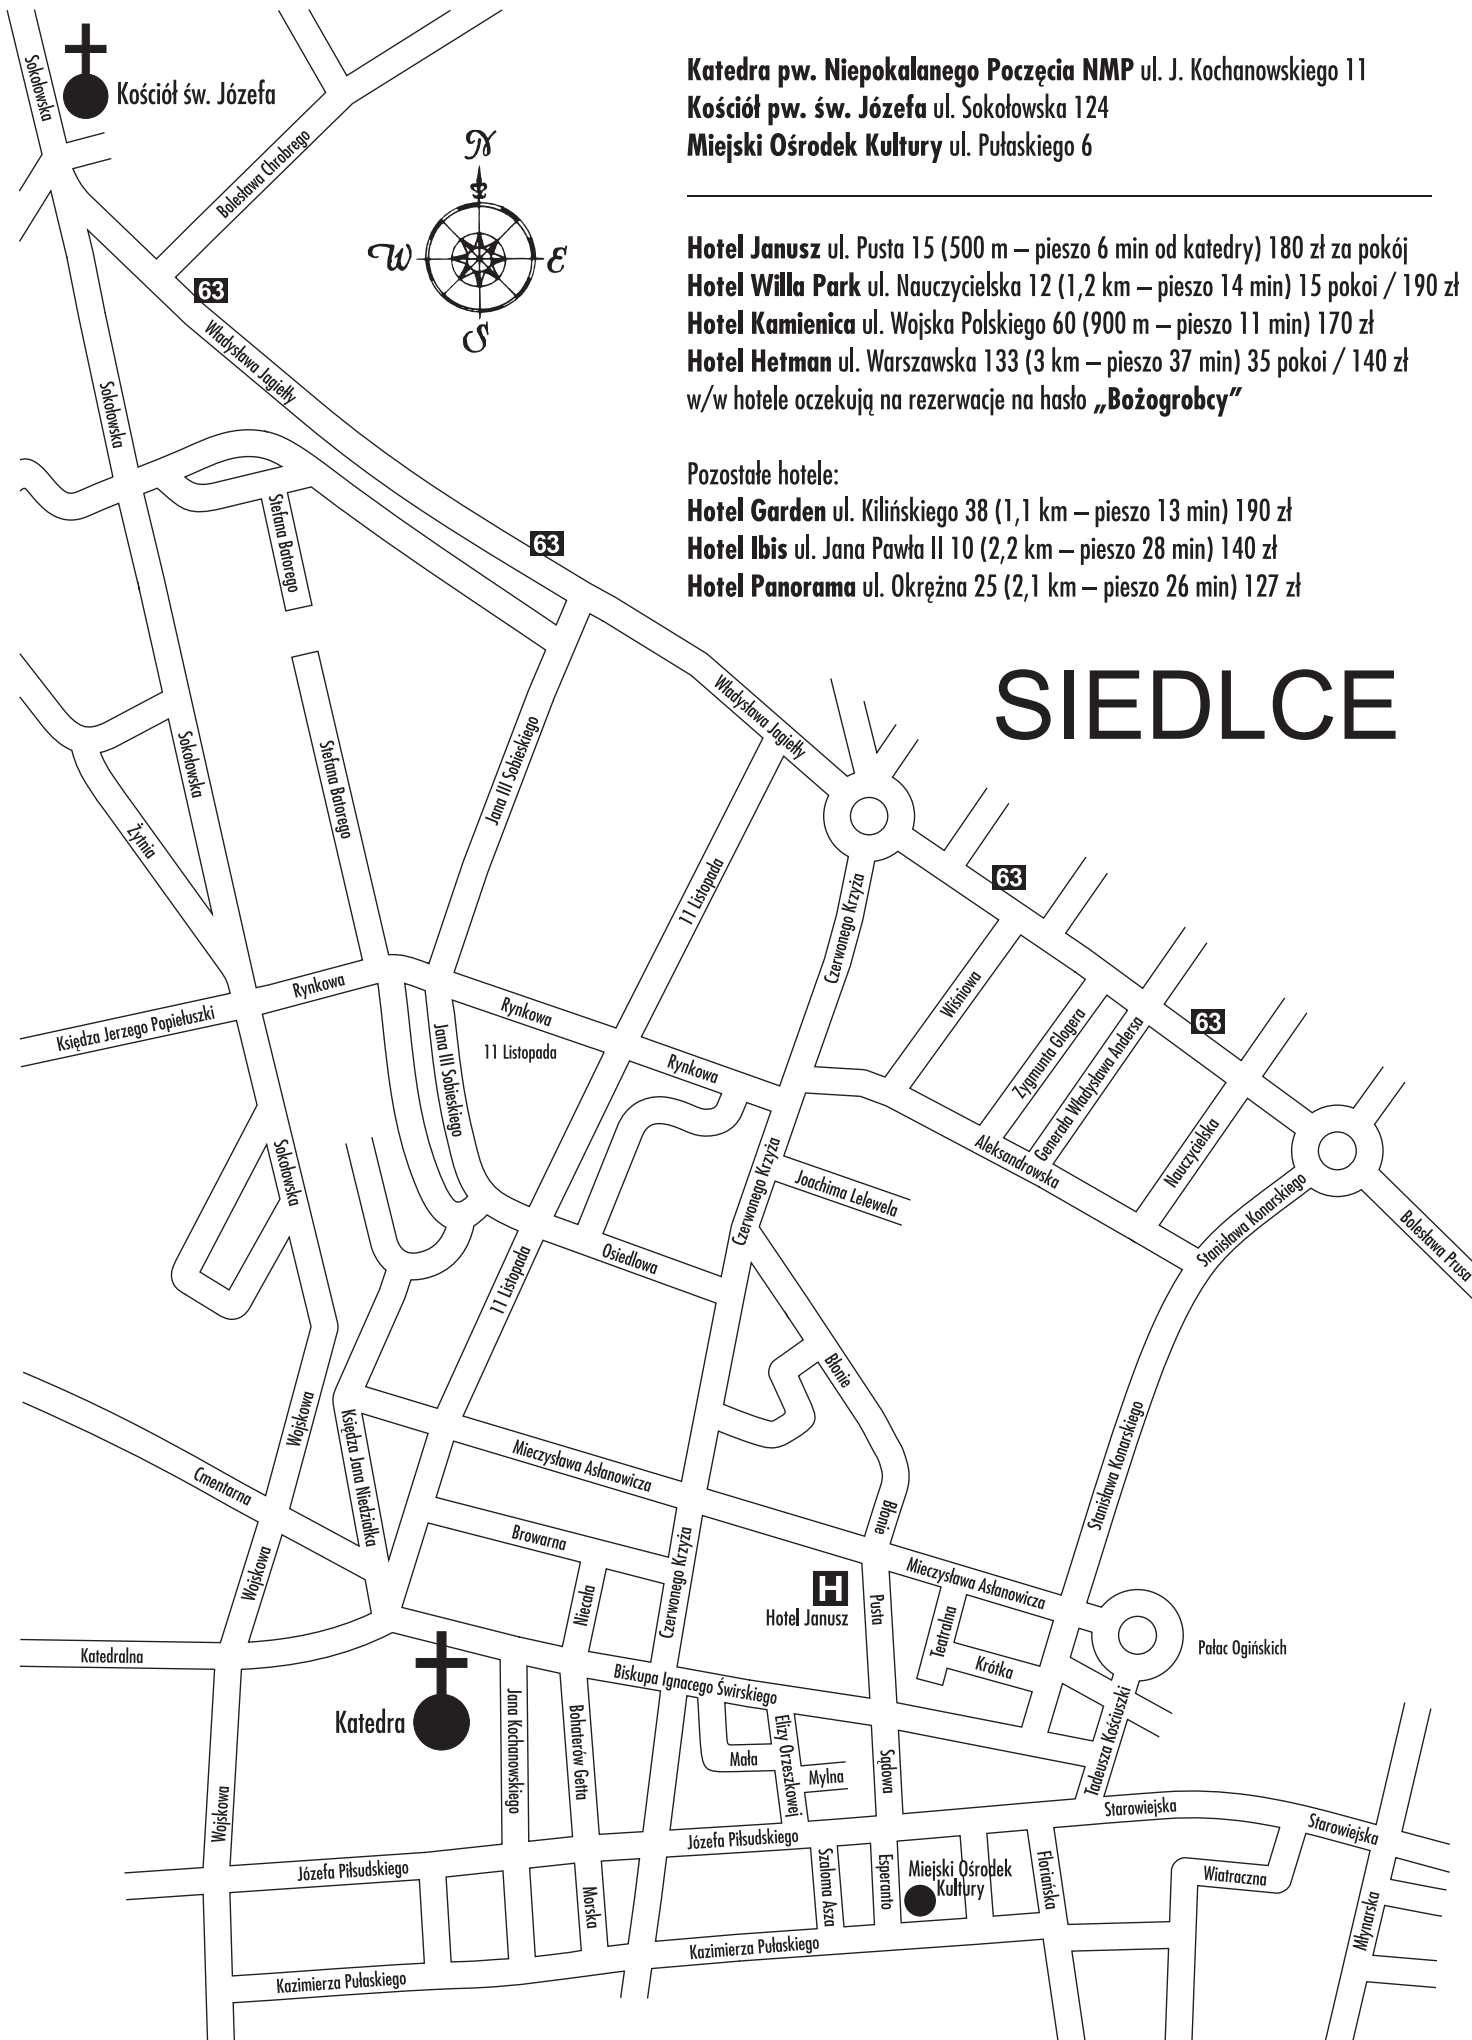 Katedra pw. Niepokalanego Poczęcia NMP ul. J. Kochanowskiego 11
Kościół pw. św. Józefa ul. Sokołowska 124
Miejski Ośrodek Kultury ul. Pułaskiego 6
Hotel Janusz ul. Pusta 15 (500 m – pieszo 6 min od katedry) 180 zł za pokój
Hotel Willa Park ul. Nauczycielska 12 (1,2 km – pieszo 14 min) 15 pokoi / 190 zł
Hotel Kamienica ul. Wojska Polskiego 60 (900 m – pieszo 11 min) 170 zł
Hotel Hetman ul. Warszawska 133 (3 km – pieszo 37 min) 35 pokoi / 140 zł
w/w hotele oczekują na rezerwacje na hasło „Bożogrobcy”
Pozostałe hotele:
Hotel Garden ul. Kilińskiego 38 (1,1 km – pieszo 13 min) 190 zł
Hotel Ibis ul. Jana Pawła II 10 (2,2 km – pieszo 28 min) 140 zł
Hotel Panorama ul. Okrężna 25 (2,1 km – pieszo 26 min) 127 zł
SIEDLCE
Sokołowska
Kościół św. Józefa
Bolesława Chrobrego
N
W
E
S
63
Władysława Jagiełły
Sokołowska
Stefana Batorego
63
Władysława Jagiełły
Sokołowska
Stefana Batorego
Jana III Sobieskiego
Żytnia
11 Listopada
Czerwonego Krzyża
63
Wiśniowa
Zygmunta Glogera
Generała Władysława Andersa
63
Rynkowa
Księdza Jerzego Popiełuszki
Rynkowa
11 Listopada
Jana III Sobieskiego
Rynkowa
Aleksandrowska
Nauczycielska
Sokołowska
Czerwonego Krzyża
Joachima Lelewela
Stanisława Konarskiego
Bolesława Prusa
Osiedlowa
11 Listopada
Błonie
Wojskowa
Księdza Jana Niedziałka
Cmentarna
Mieczysława Asłanowicza
Stanisława Konarskiego
Błonie
Browarna
Czerwonego Krzyża
Wojskowa
Niecała
H
Hotel Janusz
Pusta
Mieczysława Asłanowicza
Teatralna
Krótka
Pałac Ogińskich
Katedralna
Katedra
Biskupa Ignacego Świrskiego
Jana Kochanowskiego
Bohaterów Getta
Mała
Elizy Orzeszkowej
Mylna
Sądowa
Tadeusza Kościuszki
Wojskowa
Starowiejska
Starowiejska
Józefa Piłsudskiego
Józefa Piłsudskiego
Szaloma Asza
Esperanto
Miejski Ośrodek
Kultury
Floriańska
Wiatraczna
Morska
Młynarska
Kazimierza Pułaskiego
Kazimierza Pułaskiego